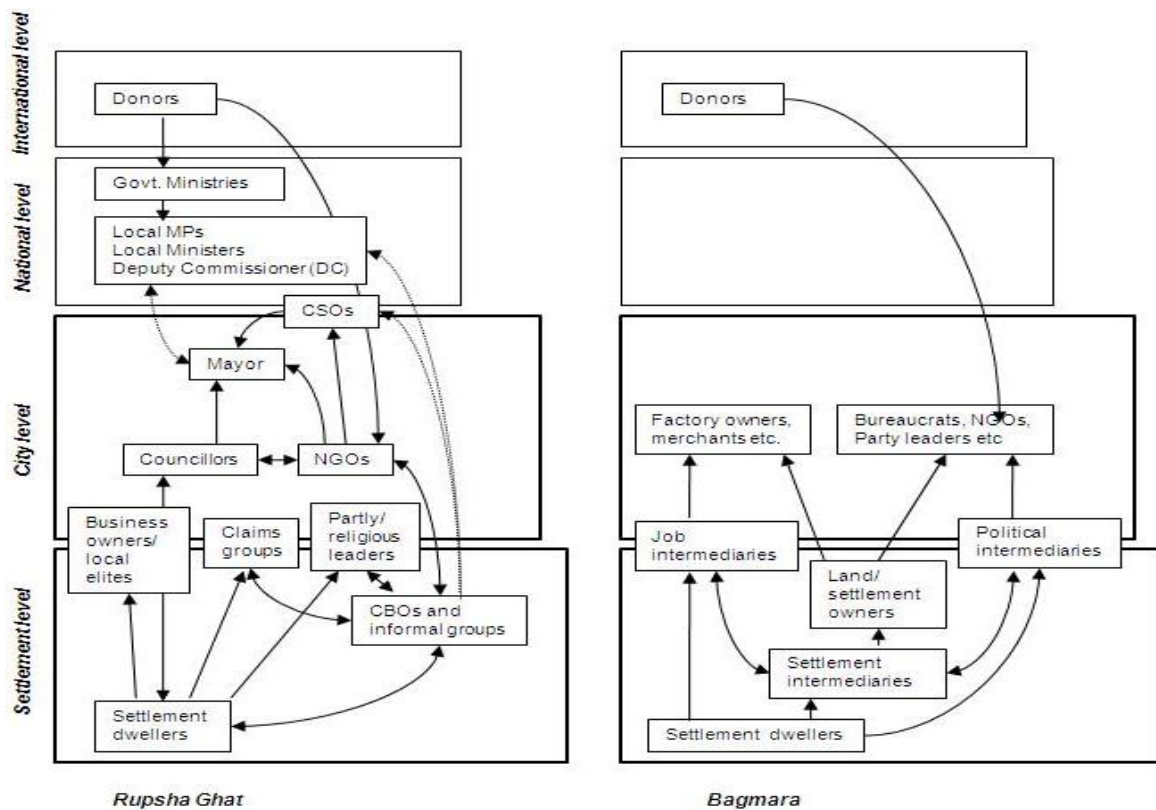 International level
Donors
National level
Govt. Ministries
Local MPs
Local Ministers
Deputy Commissioner (DC)
CSOs
City level
Mayor
Councillors
NGOs
Business
owners/
local
elites
Claims
groups
Partly/
religious
leaders
Settlement level
CBOs and
informal groups
Settlement
dwellers
Rupsha Ghat
Donors
Factory owners,
merchants etc.
Bureaucrats, NGOs,
Party leaders etc
Job
intermediaries
Political
intermediaries
Land/
settlement
owners
Settlement
intermediaries
Settlement dwellers
Bagmara